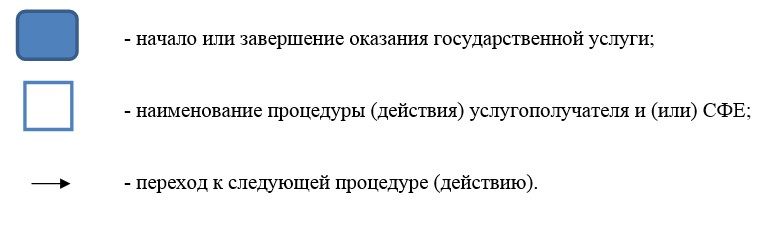 - начало или завершение оказания государственной услуги;
- наименование процедуры (действия) услугополучателя и (или) СФЕ;
- переход к следующей процедуре (действию).